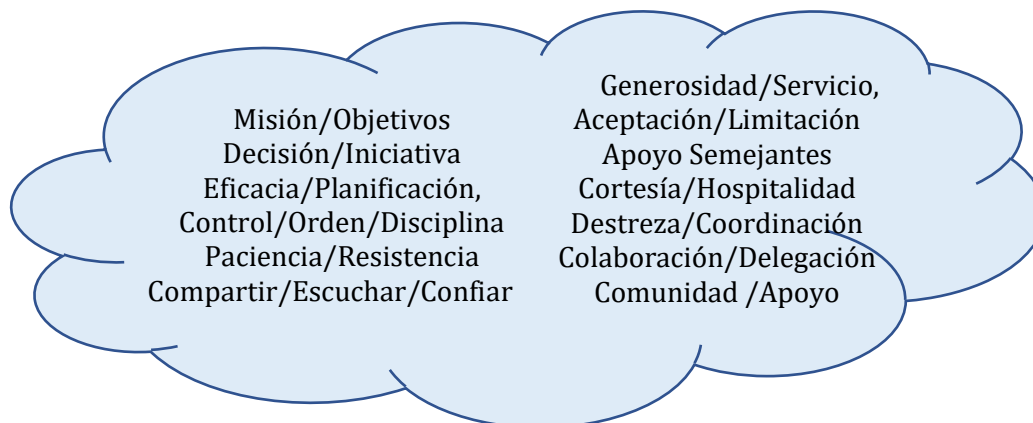 Misión/Objetivos
Decisión/Iniciativa
Eficacia/Planificación,
Control/Orden/Disciplina
Paciencia/Resistencia
Compartir/Escuchar/Confiar
Generosidad/Servicio,
Aceptación/Limitación
Apoyo Semejantes
Cortesía/Hospitalidad
Destreza/Coordinación
Colaboración/Delegación
Comunidad /Apoyo